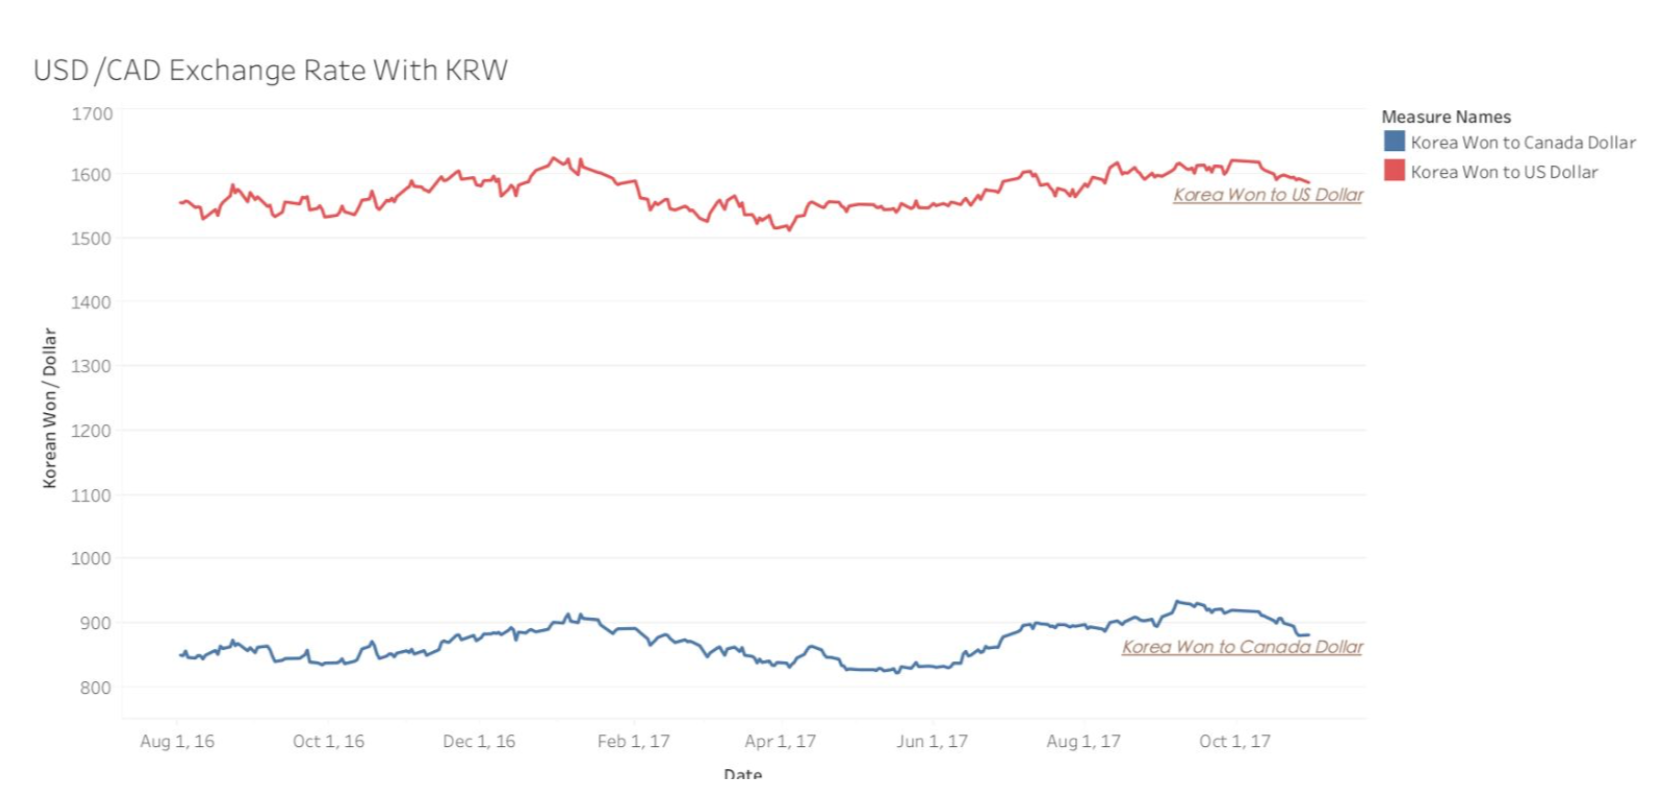 USD /CAD Exchange Rate With KRW
1700
1600
1500
1400
1300
1200
1100
1000
900
800
Korean Won / Dollar
Korea Won to US Dollar
Korea Won to Canada Dollar
Aug 1, 16
Oct 1, 16
Dec 1, 16
Feb 1, 17
Apr 1, 17
Jun 1, 17
Aug 1, 17
Oct 1, 17
Date
Measure Names
Korea Won to Canada Dollar
Korea Won to US Dollar